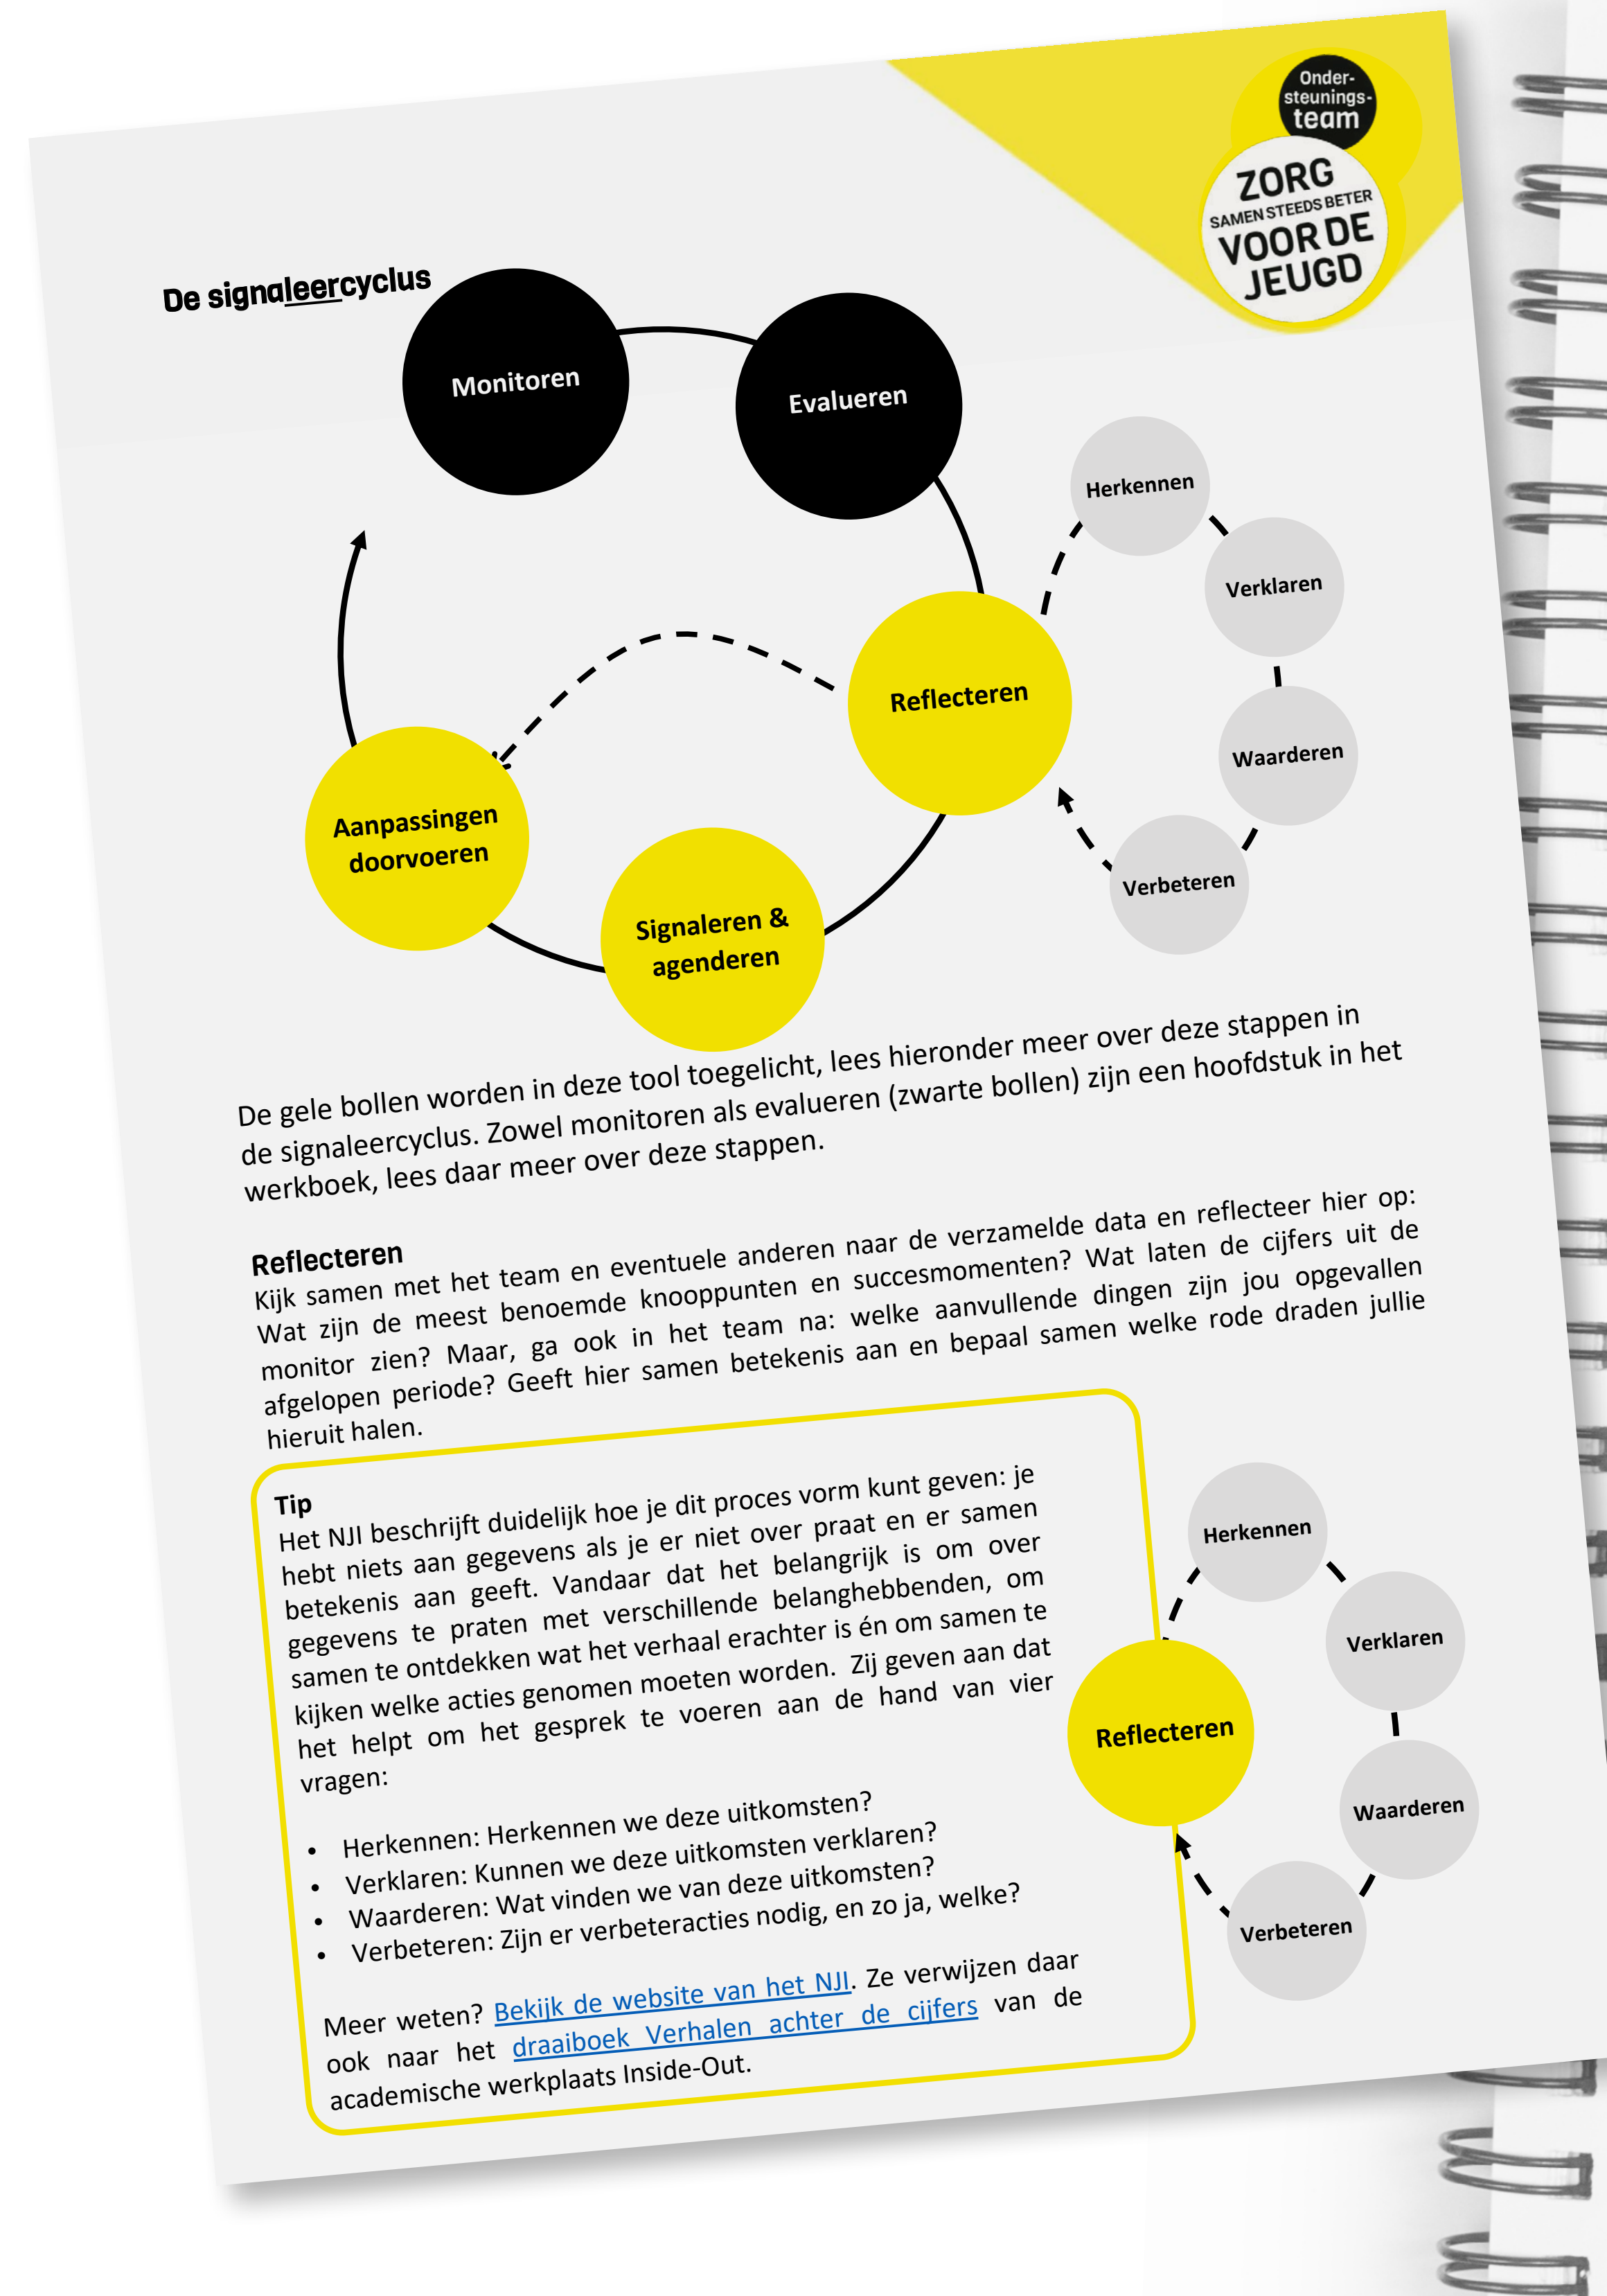 Onder-
steunings-
team
ZORG
SAMEN STEEDS BETER
VOOR DE
JEUGD
De signaleercyclus
Monitoren
Evalueren
Herkennen
Verklaren
Reflecteren
Waarderen
Aanpassingen
doorvoeren
Verbeteren
Signaleren &
agenderen
De gele bollen worden in deze tool toegelicht, lees hieronder meer over deze stappen in
de signaleercyclus. Zowel monitoren als evalueren (zwarte bollen) zijn een hoofdstuk in het
werkboek, lees daar meer over deze stappen.
Reflecteren
Kijk samen met het team en eventuele anderen naar de verzamelde data en reflecteer hier op:
Wat zijn de meest benoemde knooppunten en succesmomenten? Wat laten de cijfers uit de
monitor zien? Maar, ga ook in het team na: welke aanvullende dingen zijn jou opgevallen
afgelopen periode? Geeft hier samen betekenis aan en bepaal samen welke rode draden jullie
hieruit halen.
Tip
Het NJI beschrijft duidelijk hoe je dit proces vorm kunt geven: je
hebt niets aan gegevens als je er niet over praat en er samen
betekenis aan geeft. Vandaar dat het belangrijk is om over
gegevens te praten met verschillende belanghebbenden, om
samen te ontdekken wat het verhaal erachter is én om samen te
kijken welke acties genomen moeten worden. Zij geven aan dat
het helpt om het gesprek te voeren aan de hand van vier
vragen:
• Herkennen: Herkennen we deze uitkomsten?
• Verklaren: Kunnen we deze uitkomsten verklaren?
• Waarderen: Wat vinden we van deze uitkomsten?
• Verbeteren: Zijn er verbeteracties nodig, en zo ja, welke?
Meer weten? Bekijk de website van het NJI. Ze verwijzen daar
ook naar het draaiboek Verhalen achter de cijfers van de
academische werkplaats Inside-Out.
Herkennen
Verklaren
Reflecteren
Waarderen
Verbeteren